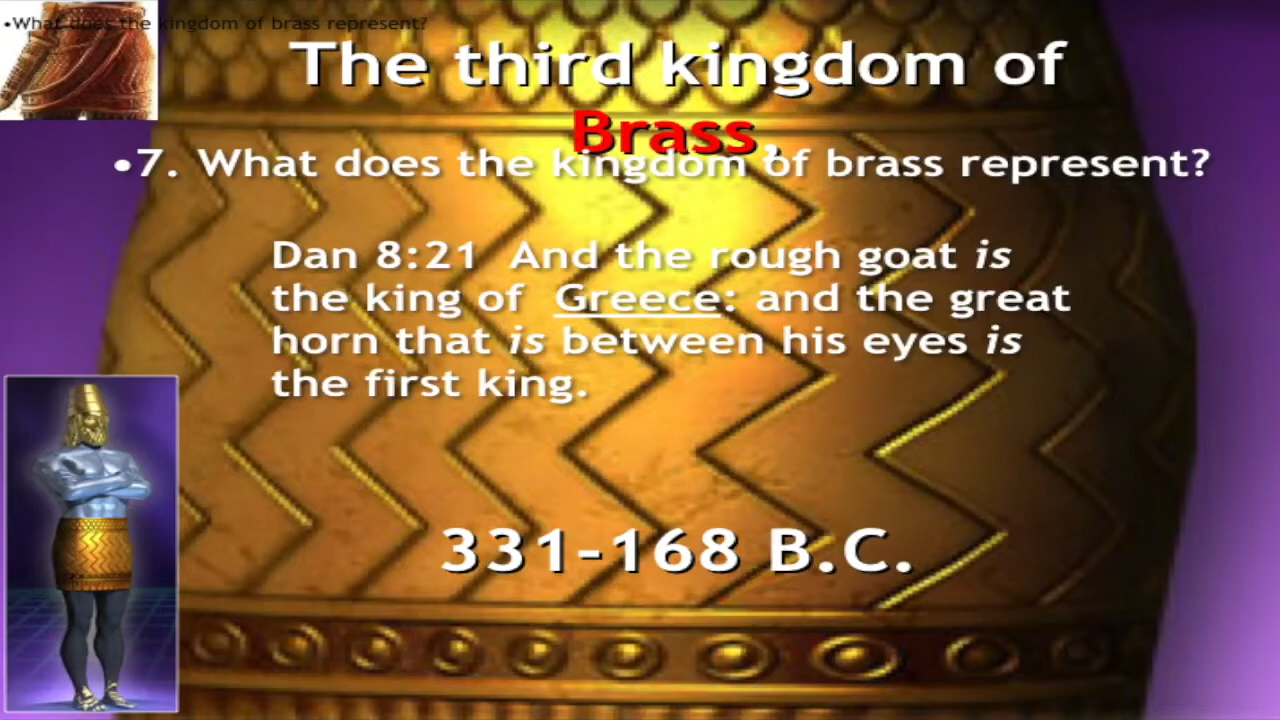 •What does the kingdom of brass represent?
The third kingdom of
Brass,
•7. What does the kingdom of brass represent?
Dan 8:21 And the rough goat is
the king of Greece: and the great
horn that is between his eyes is
the first king.
331-168 B.C.